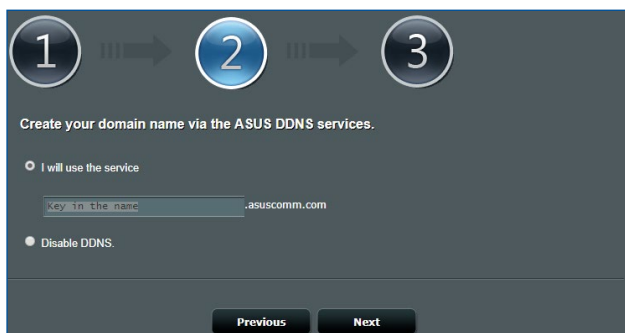 1 2 3
Create your domain name via the ASUS DDNS services.
I will use the service
Key in the name .asuscomm.com
Disable DDNS.
Previous Next